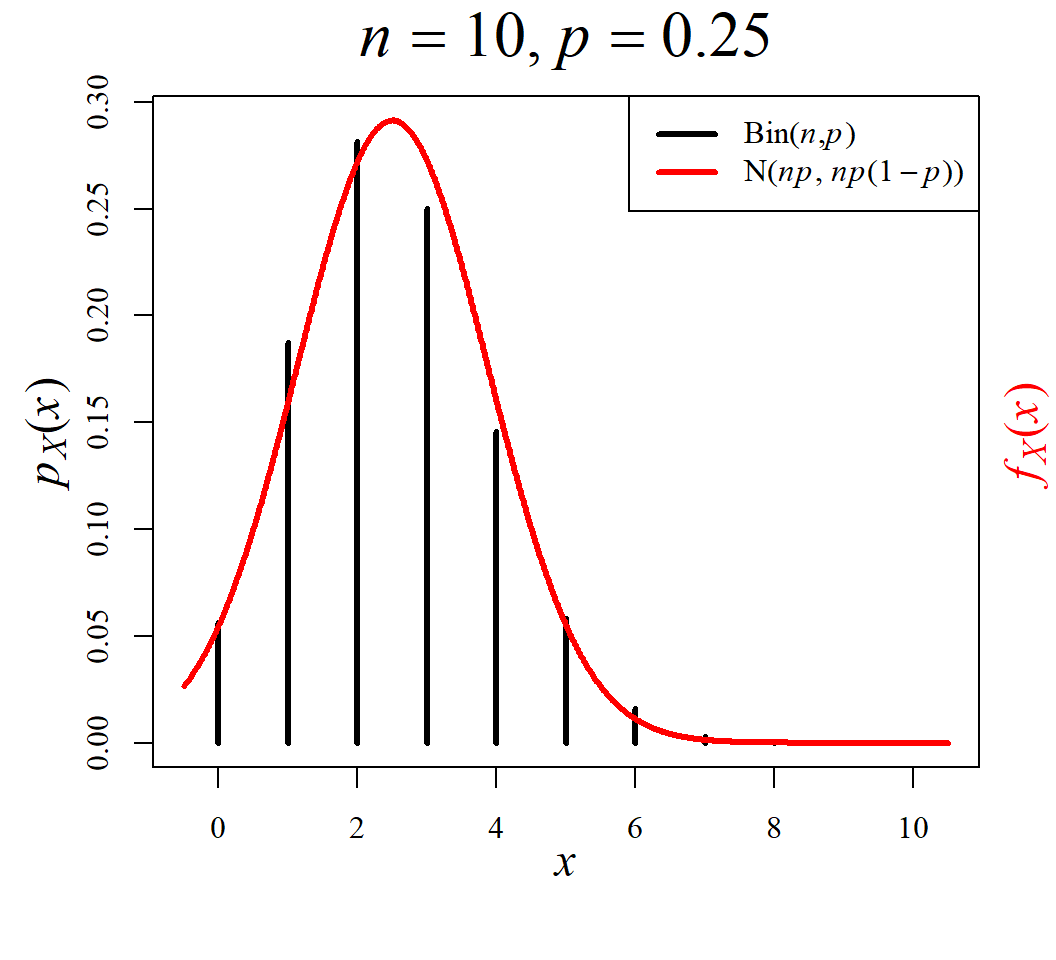 n = 10, p = 0.25
Bin(n,p)
N(np, np(1 − p))
0.30
0.25
0.20
0.15
0.10
0.05
0.00
p_X(x)
f_X(x)
0 2 4 6 8 10
x